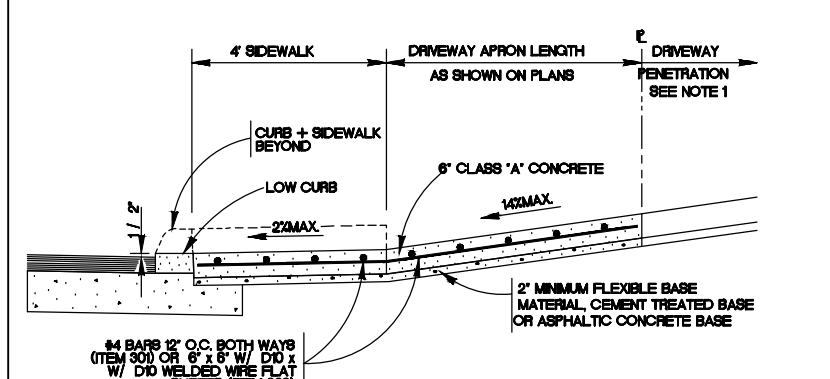 4' SIDEWALK
DRIVEWAY APRON LENGTH
AS SHOWN ON PLANS
PL
DRIVEWAY
PENETRATION
SEE NOTE 1
CURB + SIDEWALK
BEYOND
LOW CURB
6" CLASS "A" CONCRETE
14%MAX.
2%MAX.
1/2"
2" MINIMUM FLEXIBLE BASE
MATERIAL, CEMENT TREATED BASE
OR ASPHALTIC CONCRETE BASE
#4 BARS 12" O.C. BOTH WAYS
(ITEM 301) OR 6" x 6" W/ D10 x
W/ D10 WELDED WIRE FLAT